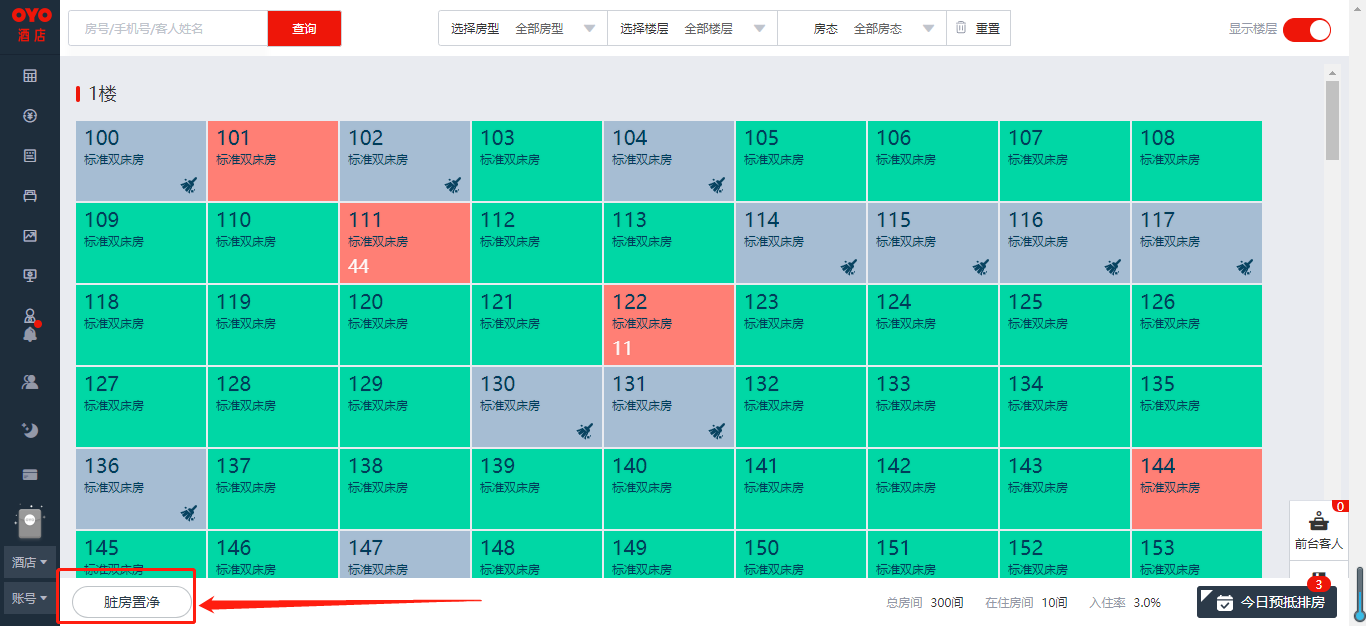 OYO
酒店
房号/手机号/客人姓名
查询
选择房型 全部房型
选择楼层 全部楼层
房态 全部房态
重置
显示楼层
1楼
100 101 102 103 104 105 106 107 108
标准双床房 标准双床房 标准双床房 标准双床房 标准双床房 标准双床房 标准双床房 标准双床房 标准双床房
109 110 111 112 113 114 115 116 117
标准双床房 标准双床房 标准双床房 标准双床房 标准双床房 标准双床房 标准双床房 标准双床房 标准双床房
44
118 119 120 121 122 123 124 125 126
标准双床房 标准双床房 标准双床房 标准双床房 标准双床房 标准双床房 标准双床房 标准双床房 标准双床房
11
127 128 129 130 131 132 133 134 135
标准双床房 标准双床房 标准双床房 标准双床房 标准双床房 标准双床房 标准双床房 标准双床房 标准双床房
136 137 138 139 140 141 142 143 144
标准双床房 标准双床房 标准双床房 标准双床房 标准双床房 标准双床房 标准双床房 标准双床房 标准双床房
145 146 147 148 149 150 151 152 153
标准双床房 标准双床房 标准双床房 标准双床房 标准双床房 标准双床房 标准双床房 标准双床房 标准双床房
0
前台客人
酒店
账号
脏房置净
总房间 300间 在住房间 10间 入住率 3.0%
3
今日预抵排房